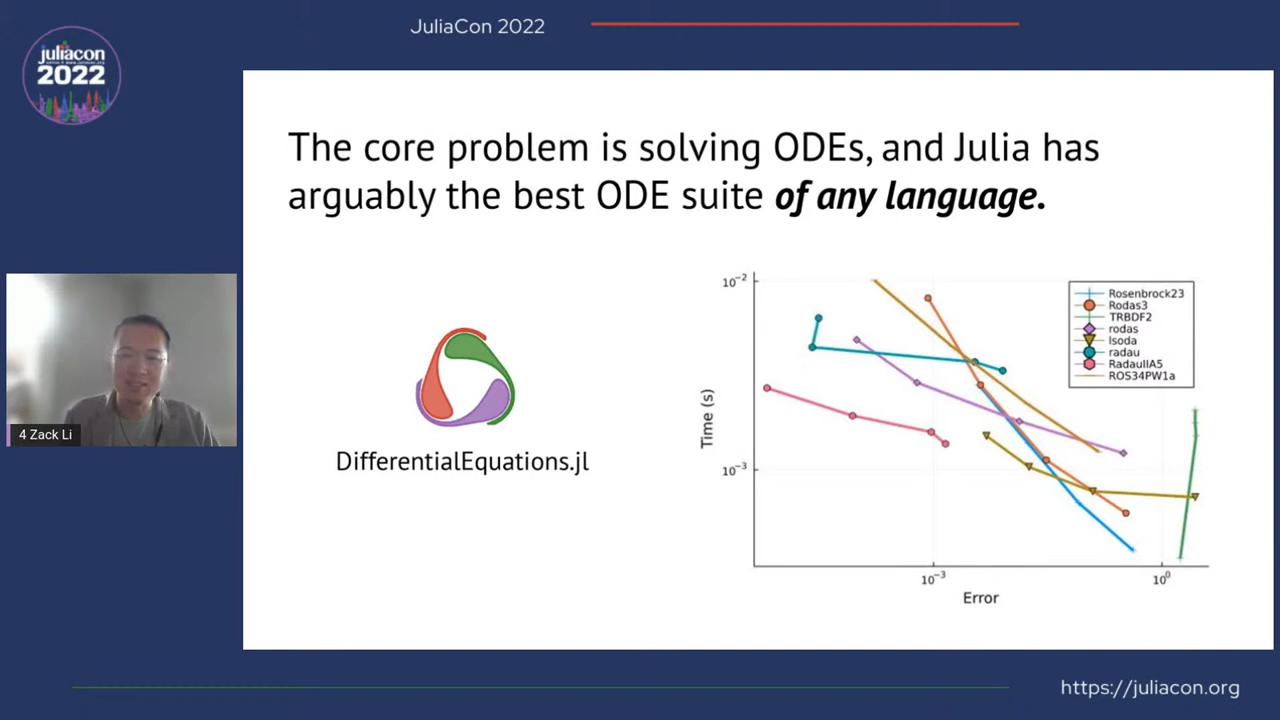 JuliaCon 2022
juliacon
2022
The core problem is solving ODEs, and Julia has
arguably the best ODE suite of any language.
DifferentialEquations.jl
10⁻²
10⁻³
Time (s)
Rosenbrock23
Rodas3
TRBDF2
rodas
lsoda
radau
RadauIIA5
ROS34PW1a
10⁻³
10⁰
Error
4 Zack Li
https://juliacon.org